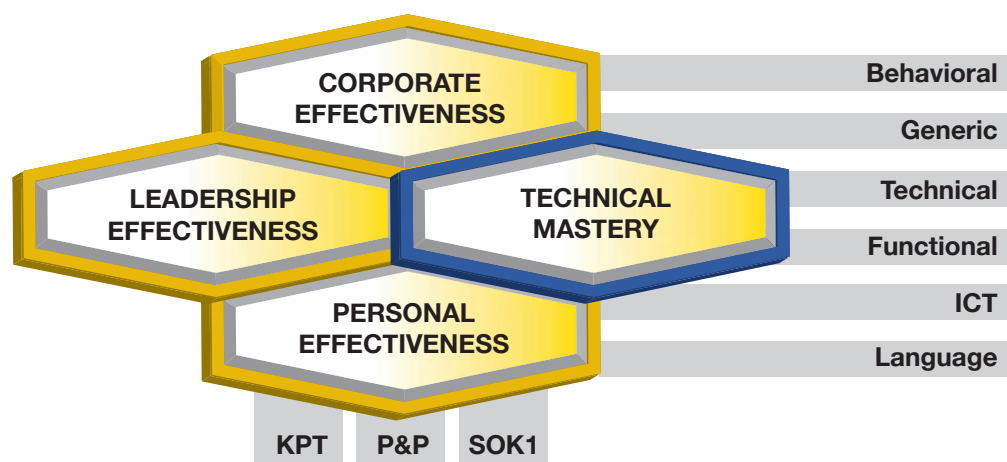 CORPORATE
EFFECTIVENESS
LEADERSHIP
EFFECTIVENESS
TECHNICAL
MASTERY
PERSONAL
EFFECTIVENESS
Behavioral
Generic
Technical
Functional
ICT
Language
KPT
P&P
SOK1